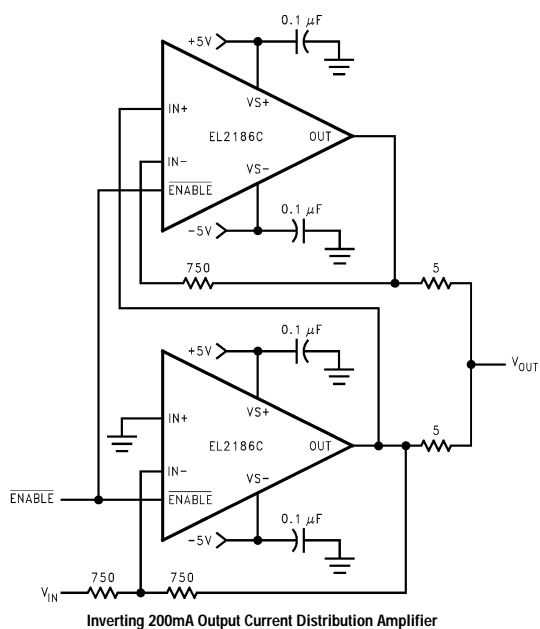 0.1 μF
+5V
VS+
IN+
EL2186C
OUT
IN-
VS-
ENABLE
0.1 μF
-5V
750
5
0.1 μF
+5V
VOUT
VS+
IN+
5
EL2186C
OUT
IN-
VS-
ENABLE
ENABLE
0.1 μF
-5V
750
750
VIN
Inverting 200mA Output Current Distribution Amplifier